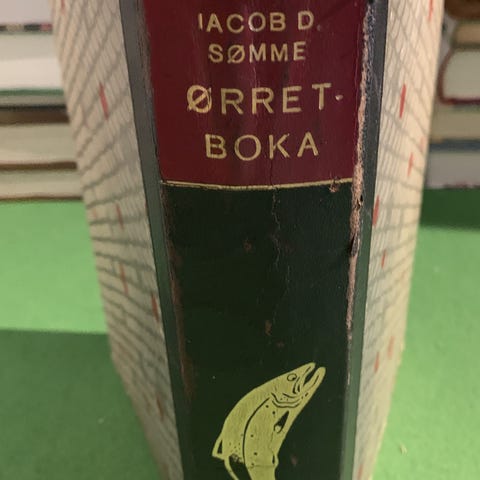 IACOB D.
SØMME
ØRRET-
BOKA